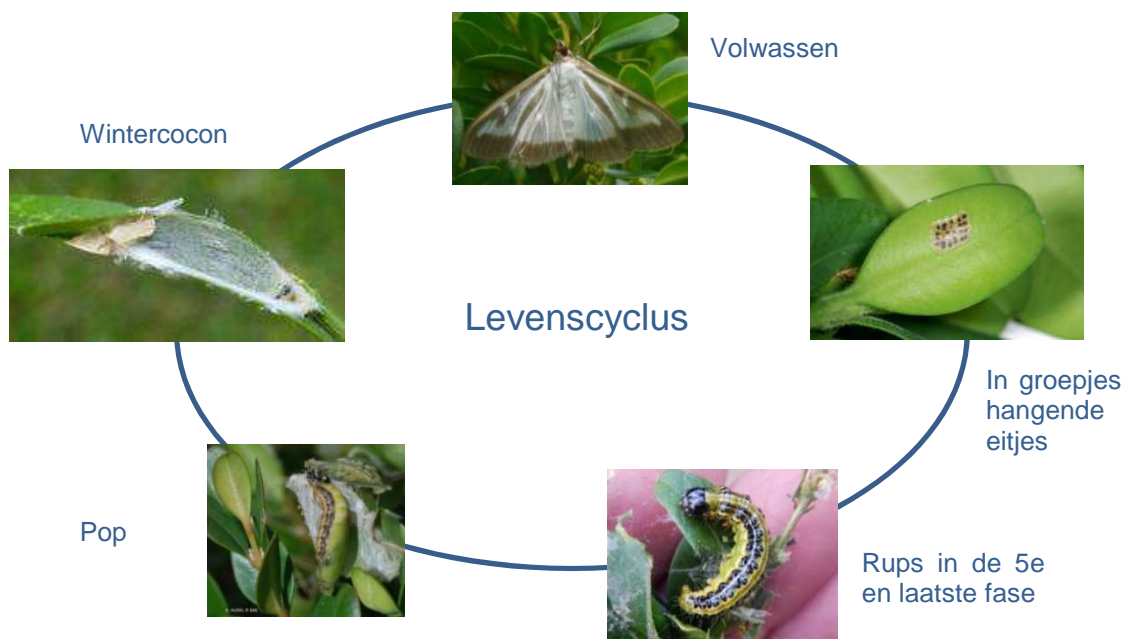 Volwassen
Wintercocon
Levenscyclus
In groepjes
hangende
eitjes
Pop
Rups in de 5e
en laatste fase